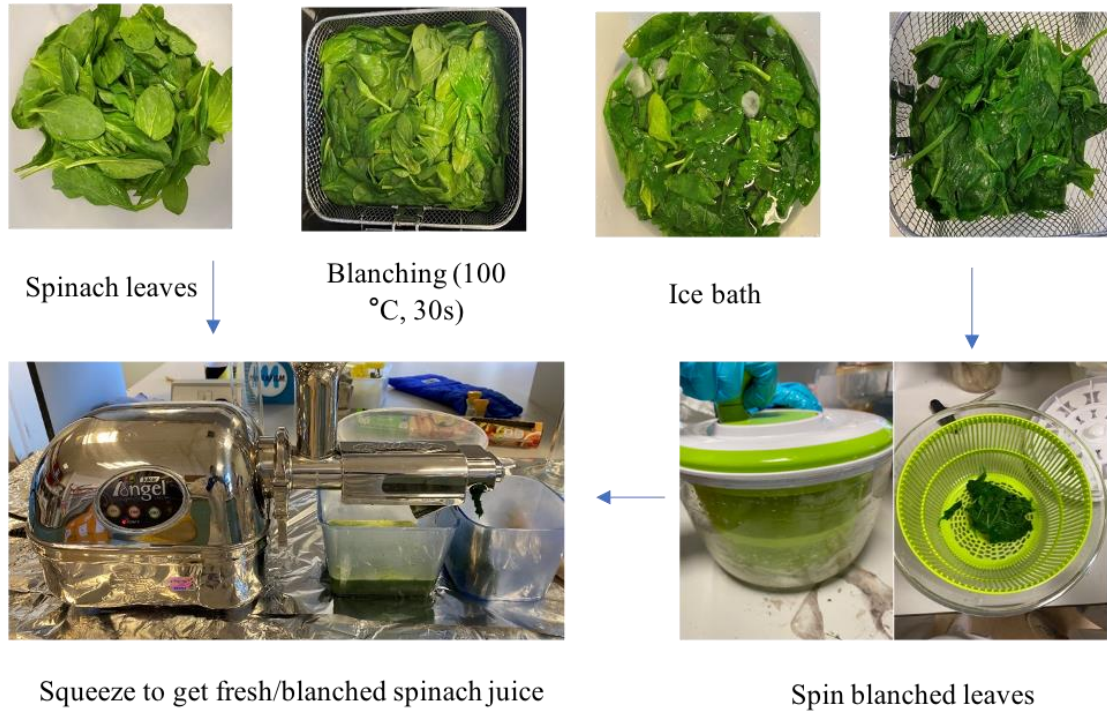 Spinach leaves
Blanching (100
°C, 30s)
Ice bath
Angel
Squeeze to get fresh/blanched spinach juice
Spin blanched leaves